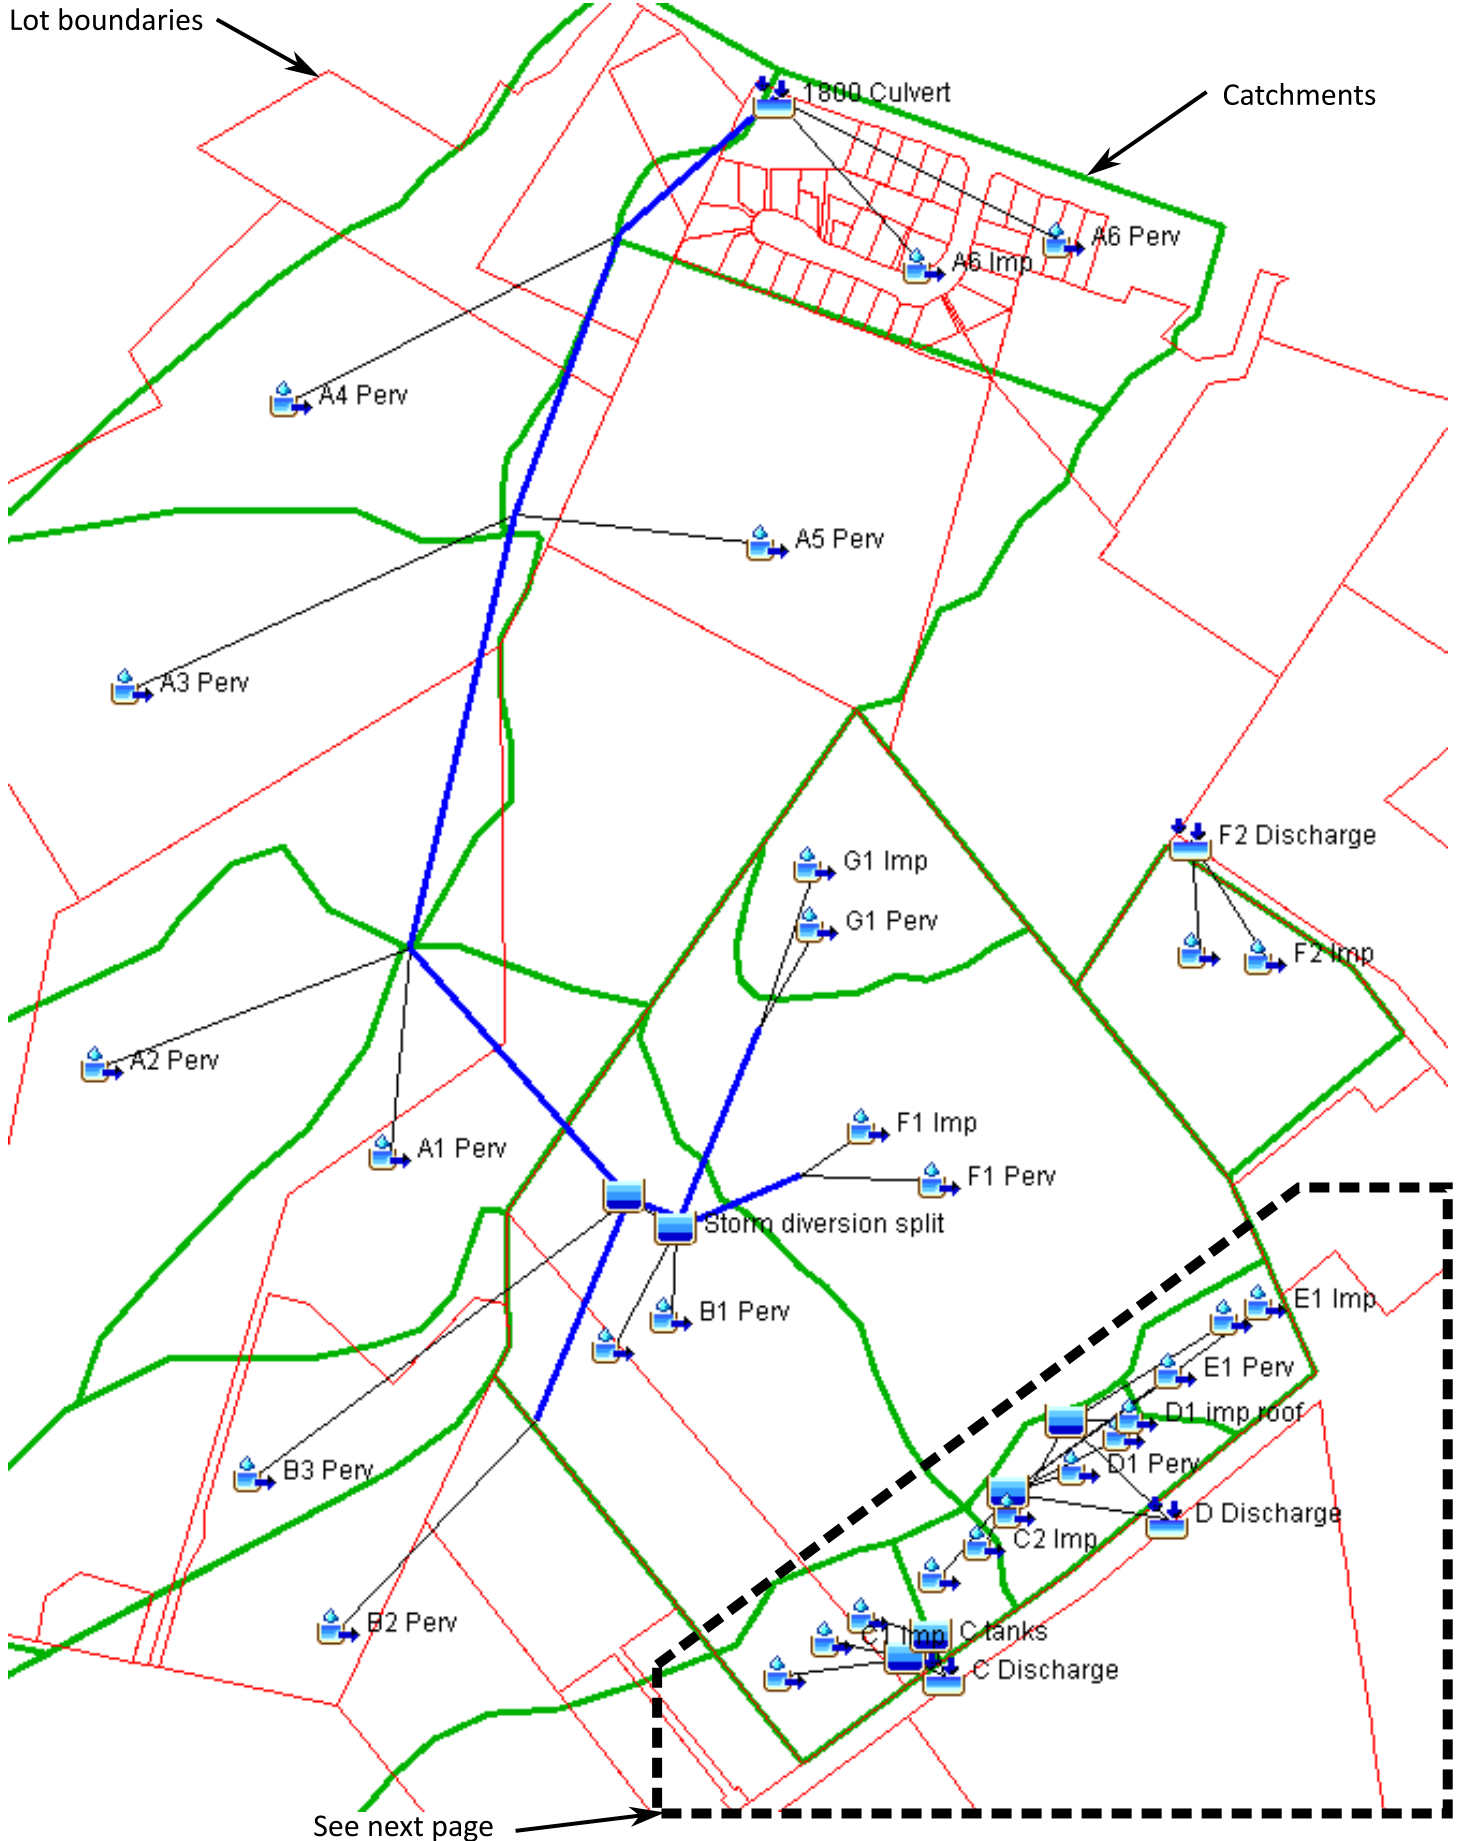 Lot boundaries
1800 Culvert
Catchments
A6 Perv
A6 Imp
A4 Perv
A5 Perv
A3 Perv
F2 Discharge
G1 Imp
G1 Perv
F2 Imp
A2 Perv
F1 Imp
A1 Perv
F1 Perv
Storm diversion split
B1 Perv
E1 Imp
E1 Perv
D1 imp roof
B3 Perv
D1 Perv
D Discharge
C2 Imp
B2 Perv
C1 Imp
C tanks
C Discharge
See next page